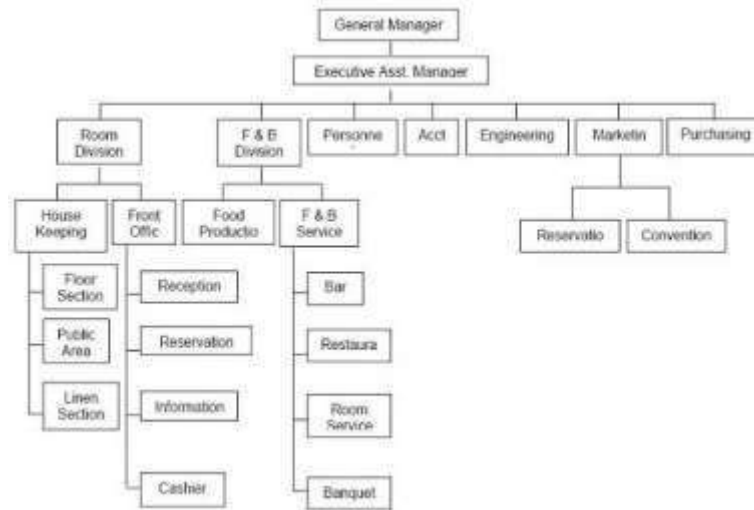 General Manager
Executive Asst. Manager
Room
Division
F & B
Division
Personne
Acct
Engineering
Marketin
Purchasing
House
Keeping
Front
Offic
Food
Productio
F & B
Service
Reservatio
Convention
Floor
Section
Reception
Bar
Public
Area
Reservation
Restaura
Linen
Section
Information
Room
Service
Cashier
Banquet